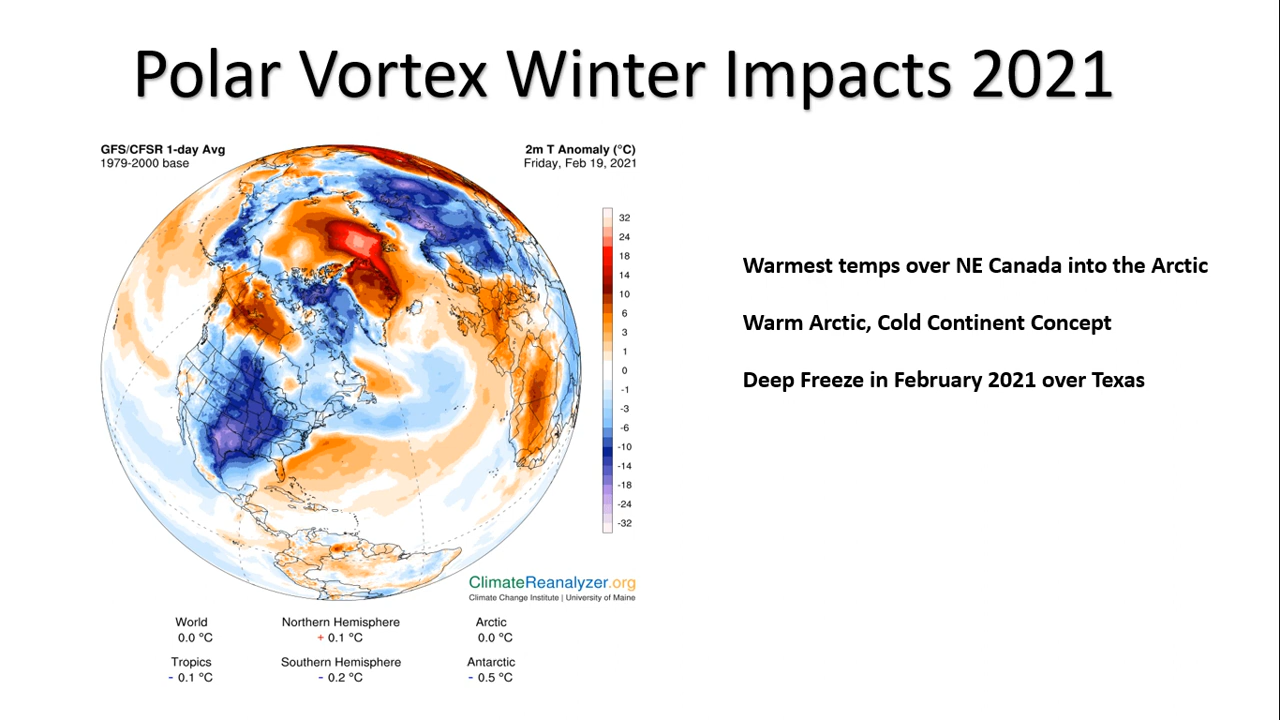 Polar Vortex Winter Impacts 2021
GFS/CFSR 1-day Avg
1979-2000 base
2m T Anomaly (°C)
Friday, Feb 19, 2021
32
24
18
14
10
6
3
1
0
-1
-3
-6
-10
-14
-18
-24
-32
ClimateReanalyzer.org
Climate Change Institute | University of Maine
World
0.0 °C
Northern Hemisphere
+ 0.1 °C
Arctic
0.0 °C
Tropics
- 0.1 °C
Southern Hemisphere
- 0.2 °C
Antarctic
- 0.5 °C
Warmest temps over NE Canada into the Arctic
Warm Arctic, Cold Continent Concept
Deep Freeze in February 2021 over Texas